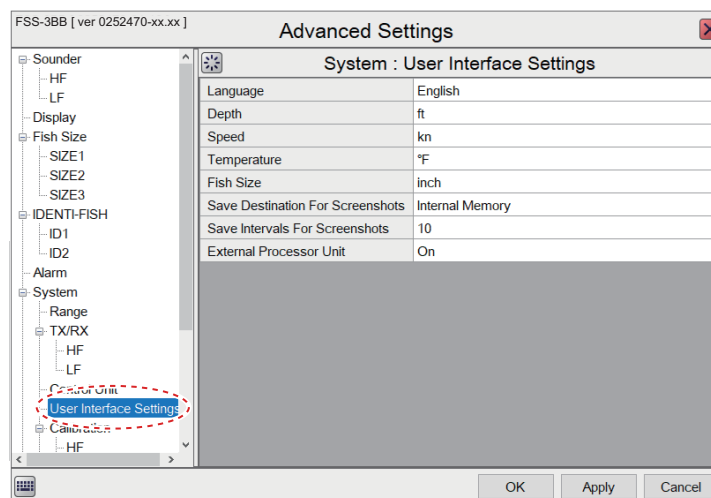 FSS-3BB [ ver 0252470-xx.xx ]
Advanced Settings
Sounder
HF
LF
Display
Fish Size
SIZE1
SIZE2
SIZE3
IDENTI-FISH
ID1
ID2
Alarm
System
Range
TX/RX
HF
LF
Control Unit
User Interface Settings
Calibration
HF
System : User Interface Settings
Language English
Depth ft
Speed kn
Temperature °F
Fish Size inch
Save Destination For Screenshots Internal Memory
Save Intervals For Screenshots 10
External Processor Unit On
OK Apply Cancel